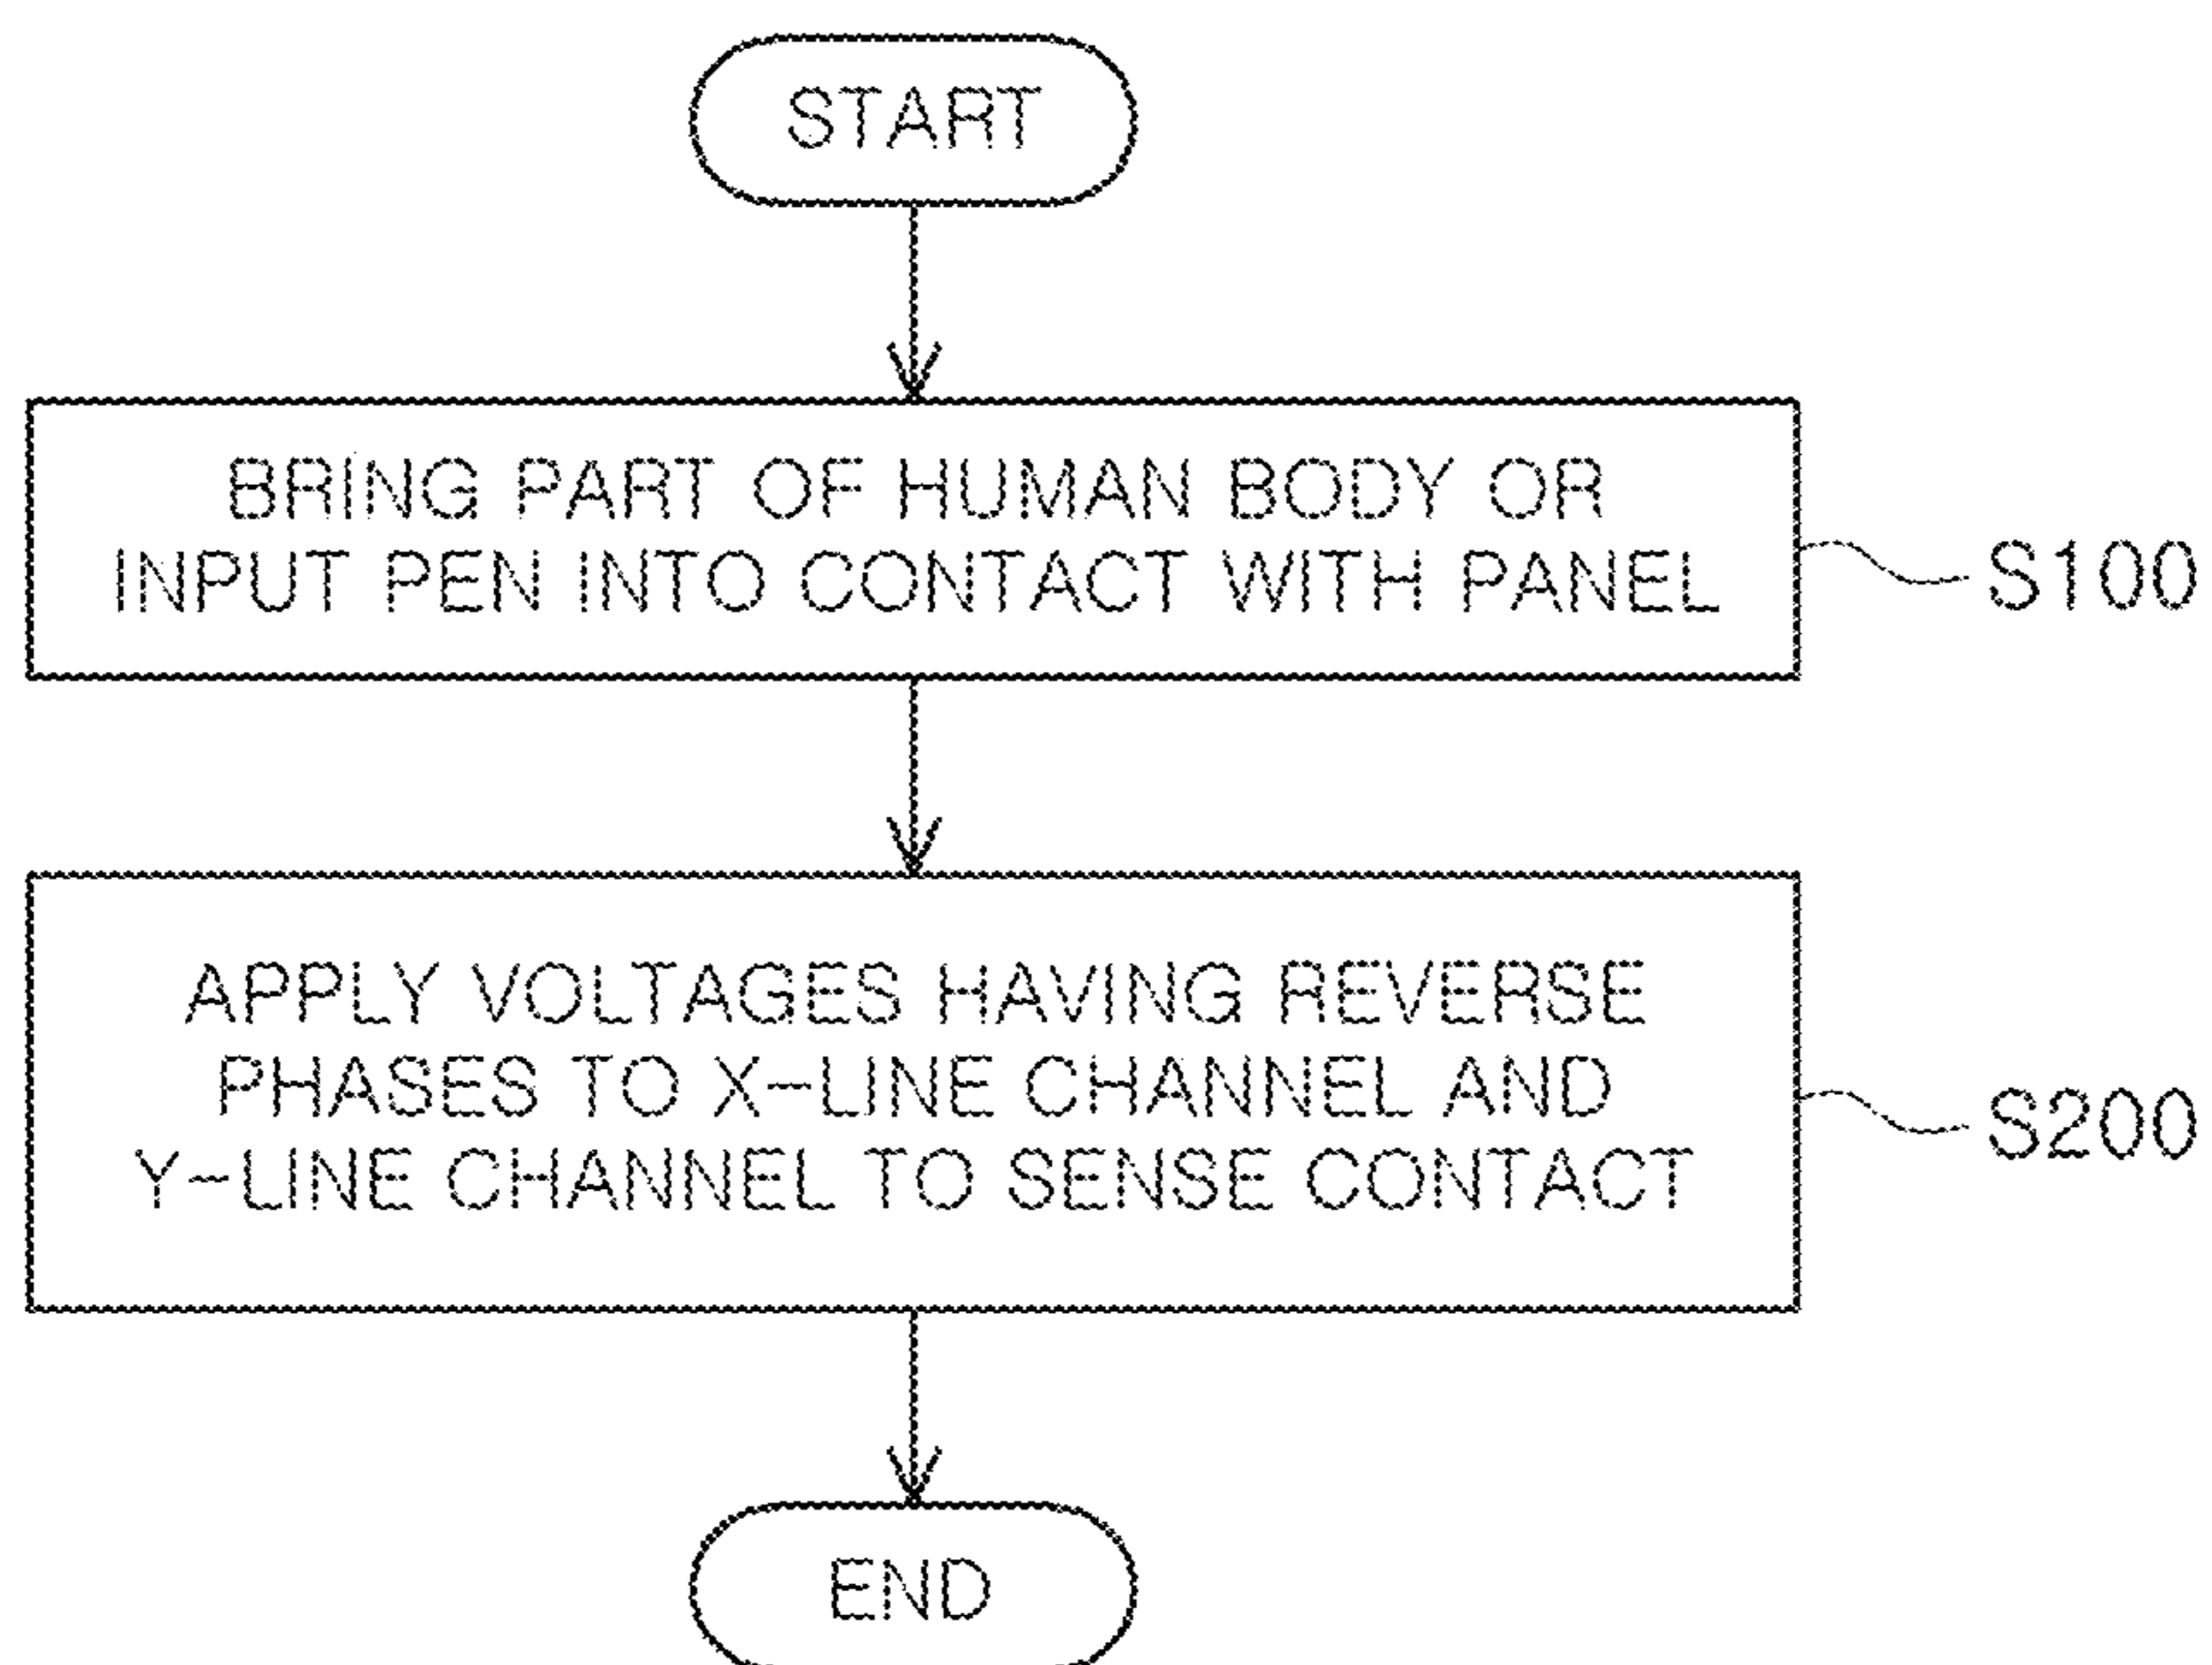 START
BRING PART OF HUMAN BODY OR
INPUT PEN INTO CONTACT WITH PANEL
S100
APPLY VOLTAGES HAVING REVERSE
PHASES TO X-LINE CHANNEL AND
Y-LINE CHANNEL TO SENSE CONTACT
S200
END